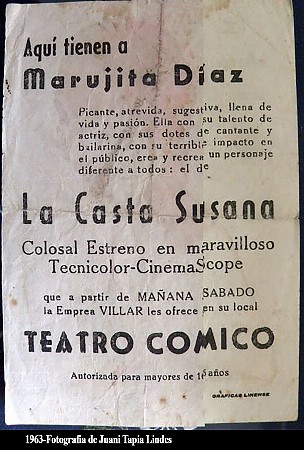 Aquí tienen a
Marujita Díaz
Picante, atrevida, sugestiva, llena de
vida y pasión. Ella con su talento de
actriz, con sus dotes de cantante y
bailarina, con su terrible impacto en
el público, crea y recrea un personaje
diferente a todos: el de
La Casta Susana
Colosal Estreno en maravilloso
Tecnicolor-CinemaScope
que a partir de MAÑANA SABADO
la Emprea VILLAR les ofrece en su local
TEATRO COMICO
Autorizada para mayores de 16 años
GRÁFICAS LINENSE
1963-Fotografía de Juani Tapia Lindes